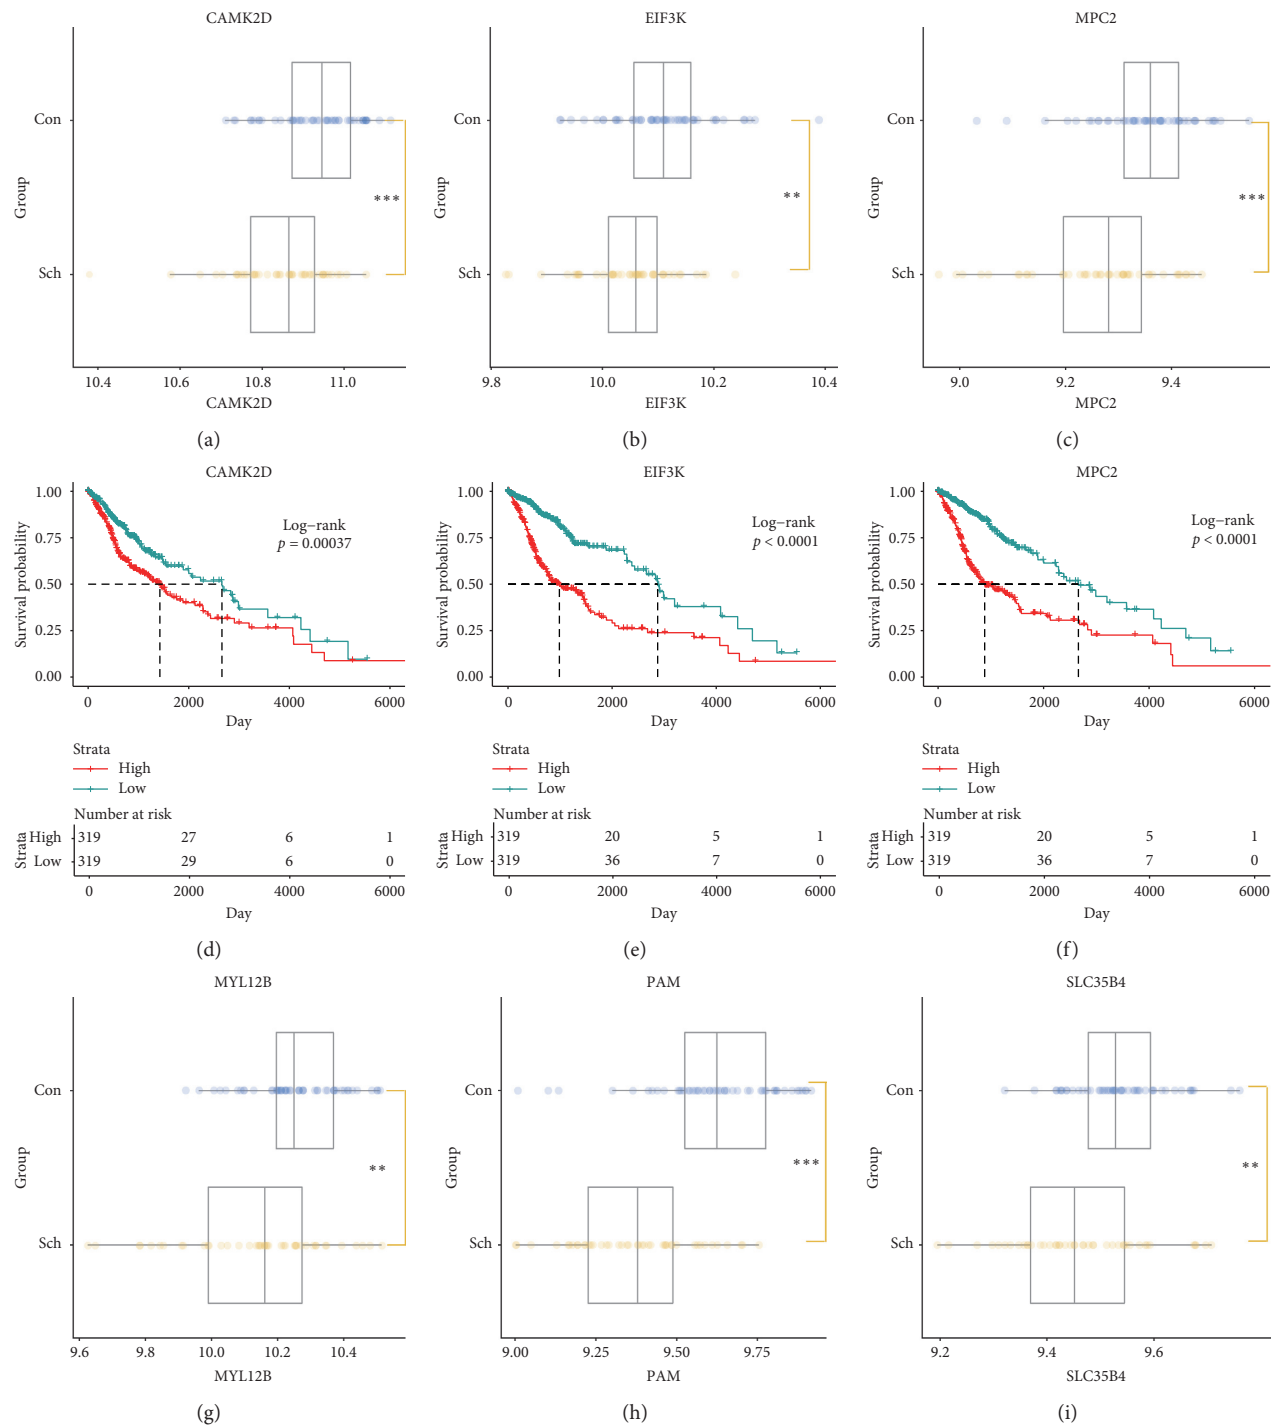 CAMK2D
Group
Con
Sch
***
10.4 10.6 10.8 11.0
CAMK2D
(a)
EIF3K
Group
Con
Sch
**
9.8 10.0 10.2 10.4
EIF3K
(b)
MPC2
Group
Con
Sch
***
9.0 9.2 9.4
MPC2
(c)
CAMK2D
Survival probability
1.00
0.75
0.50
0.25
0.00
Log-rank
p = 0.00037
0 2000 4000 6000
Day
Strata
High
Low
Number at risk
Strata
High 319 27 6 1
Low 319 29 6 0
0 2000 4000 6000
Day
(d)
EIF3K
Survival probability
1.00
0.75
0.50
0.25
0.00
Log-rank
p < 0.0001
0 2000 4000 6000
Day
Strata
High
Low
Number at risk
Strata
High 319 20 5 1
Low 319 36 7 0
0 2000 4000 6000
Day
(e)
MPC2
Survival probability
1.00
0.75
0.50
0.25
0.00
Log-rank
p < 0.0001
0 2000 4000 6000
Day
Strata
High
Low
Number at risk
Strata
High 319 20 5 1
Low 319 36 7 0
0 2000 4000 6000
Day
(f)
MYL12B
Group
Con
Sch
**
9.6 9.8 10.0 10.2 10.4
MYL12B
(g)
PAM
Group
Con
Sch
***
9.00 9.25 9.50 9.75
PAM
(h)
SLC35B4
Group
Con
Sch
**
9.2 9.4 9.6
SLC35B4
(i)